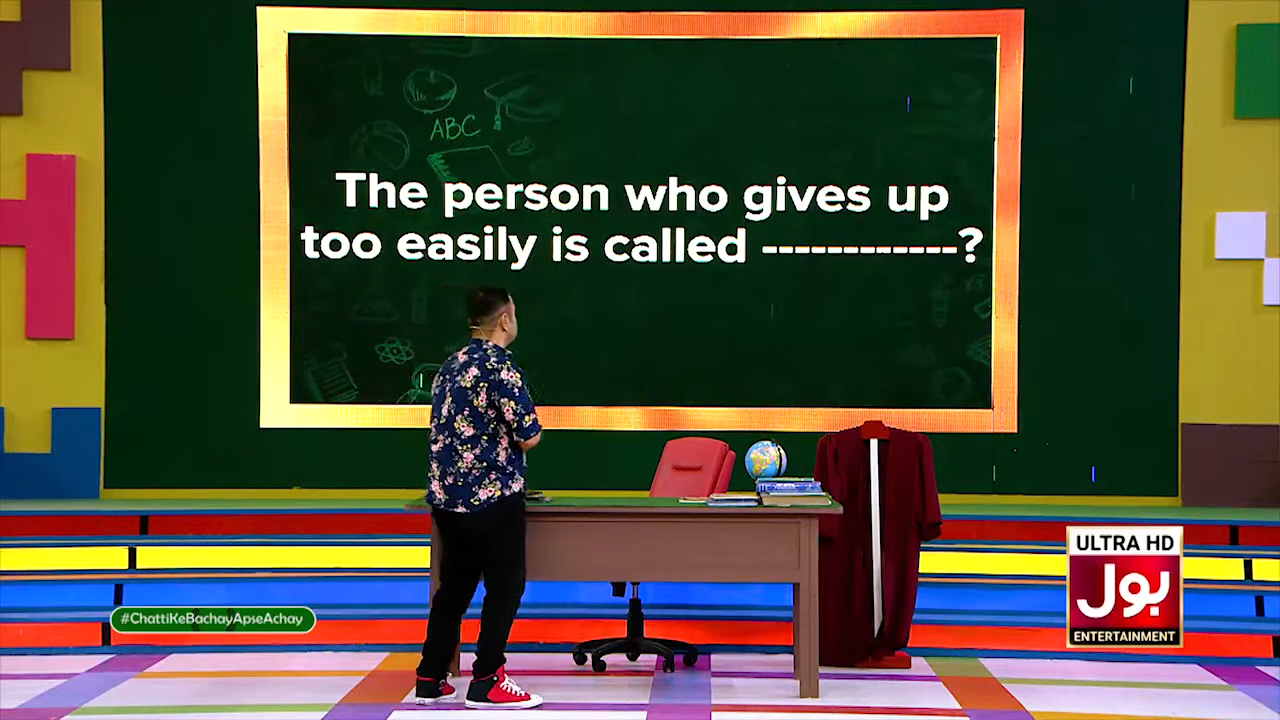 ABC
The person who gives up
too easily is called ------------?
#ChattiKeBachayApseAchay
ULTRA HD
بول
ENTERTAINMENT